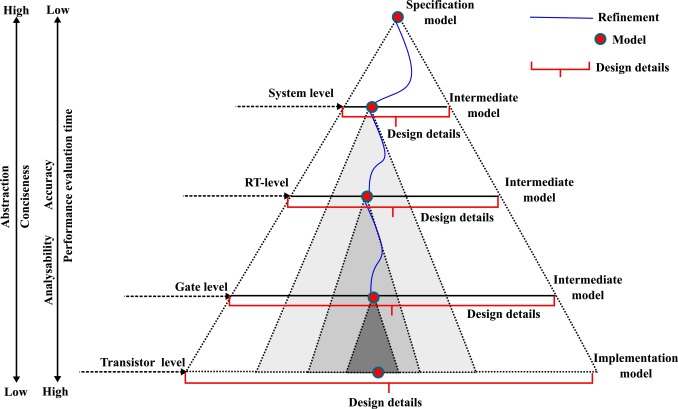 High
Low
Specification
model
Refinement
Model
Design details
System level
Intermediate
model
Design details
Abstraction
Conciseness
Analysability
Accuracy
Performance evaluation time
RT-level
Intermediate
model
Design details
Gate level
Intermediate
model
Design details
Transistor level
Implementation
model
Low
High
Design details